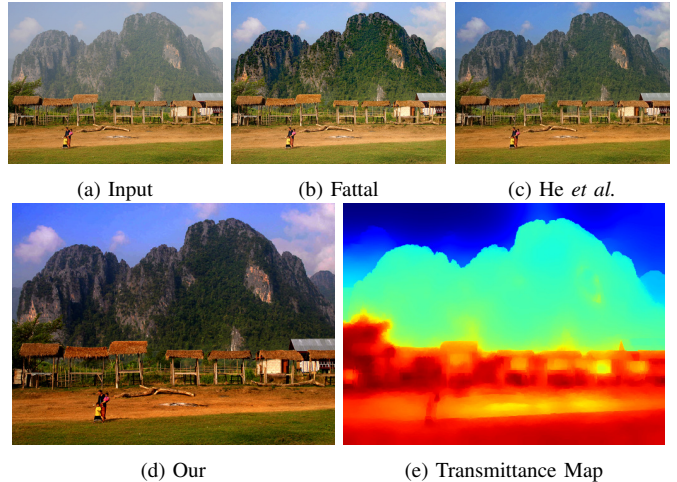 (a) Input
(b) Fattal
(c) He et al.
(d) Our
(e) Transmittance Map